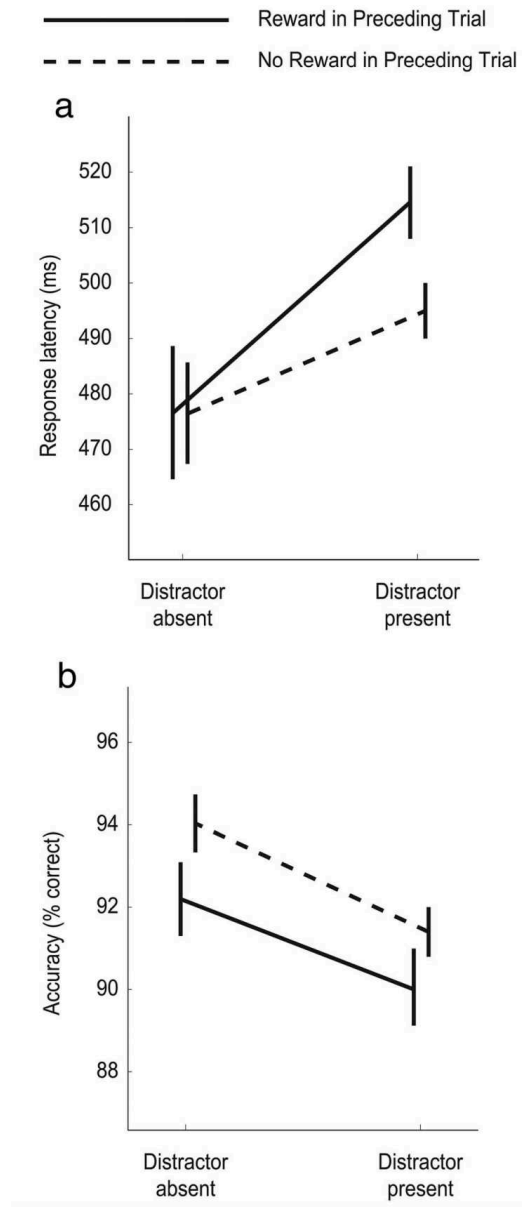 Reward in Preceding Trial
No Reward in Preceding Trial
a
520
510
500
490
480
470
460
Response latency (ms)
Distractor
absent
Distractor
present
b
96
94
92
90
88
Accuracy (% correct)
Distractor
absent
Distractor
present